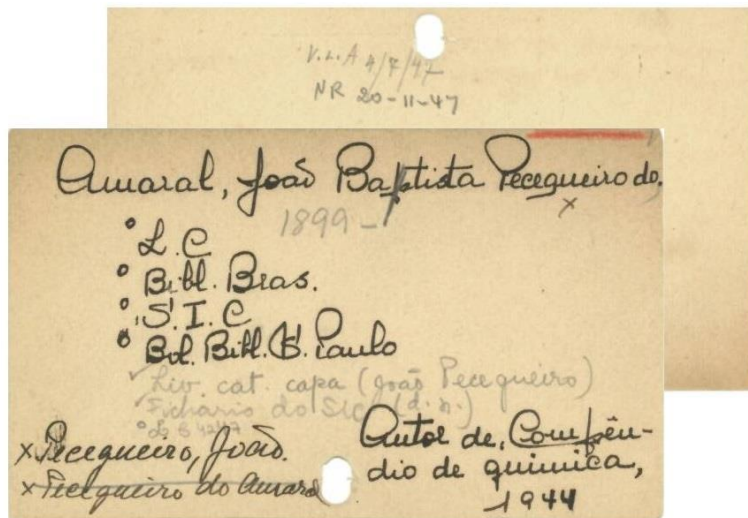 V.L.A 4/7/47
NR 20-11-47
Amaral, João Baptista Pecegueiro do,
x
1899 -
° L.C
° Bibl. Bras.
° S.I.C
° Bol. Bibl. S. Paulo
✓ Liv. cat. capa (João Pecegueiro)
✓ Fichario do SIC (d.n.)
x Pecegueiro, João.
x Pecegueiro do Amaral
Autor de, Compên-
dio de quimica,
1944